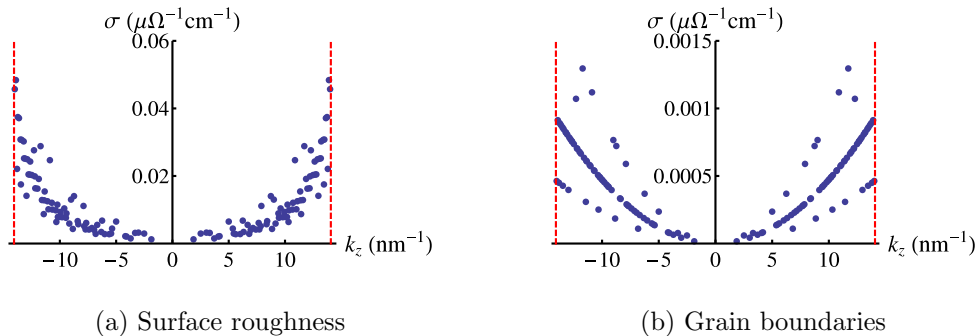 σ (μΩ⁻¹cm⁻¹)
0.06
0.04
0.02
−10 −5 0 5 10
k_z (nm⁻¹)
(a) Surface roughness
σ (μΩ⁻¹cm⁻¹)
0.0015
0.001
0.0005
−10 −5 0 5 10
k_z (nm⁻¹)
(b) Grain boundaries